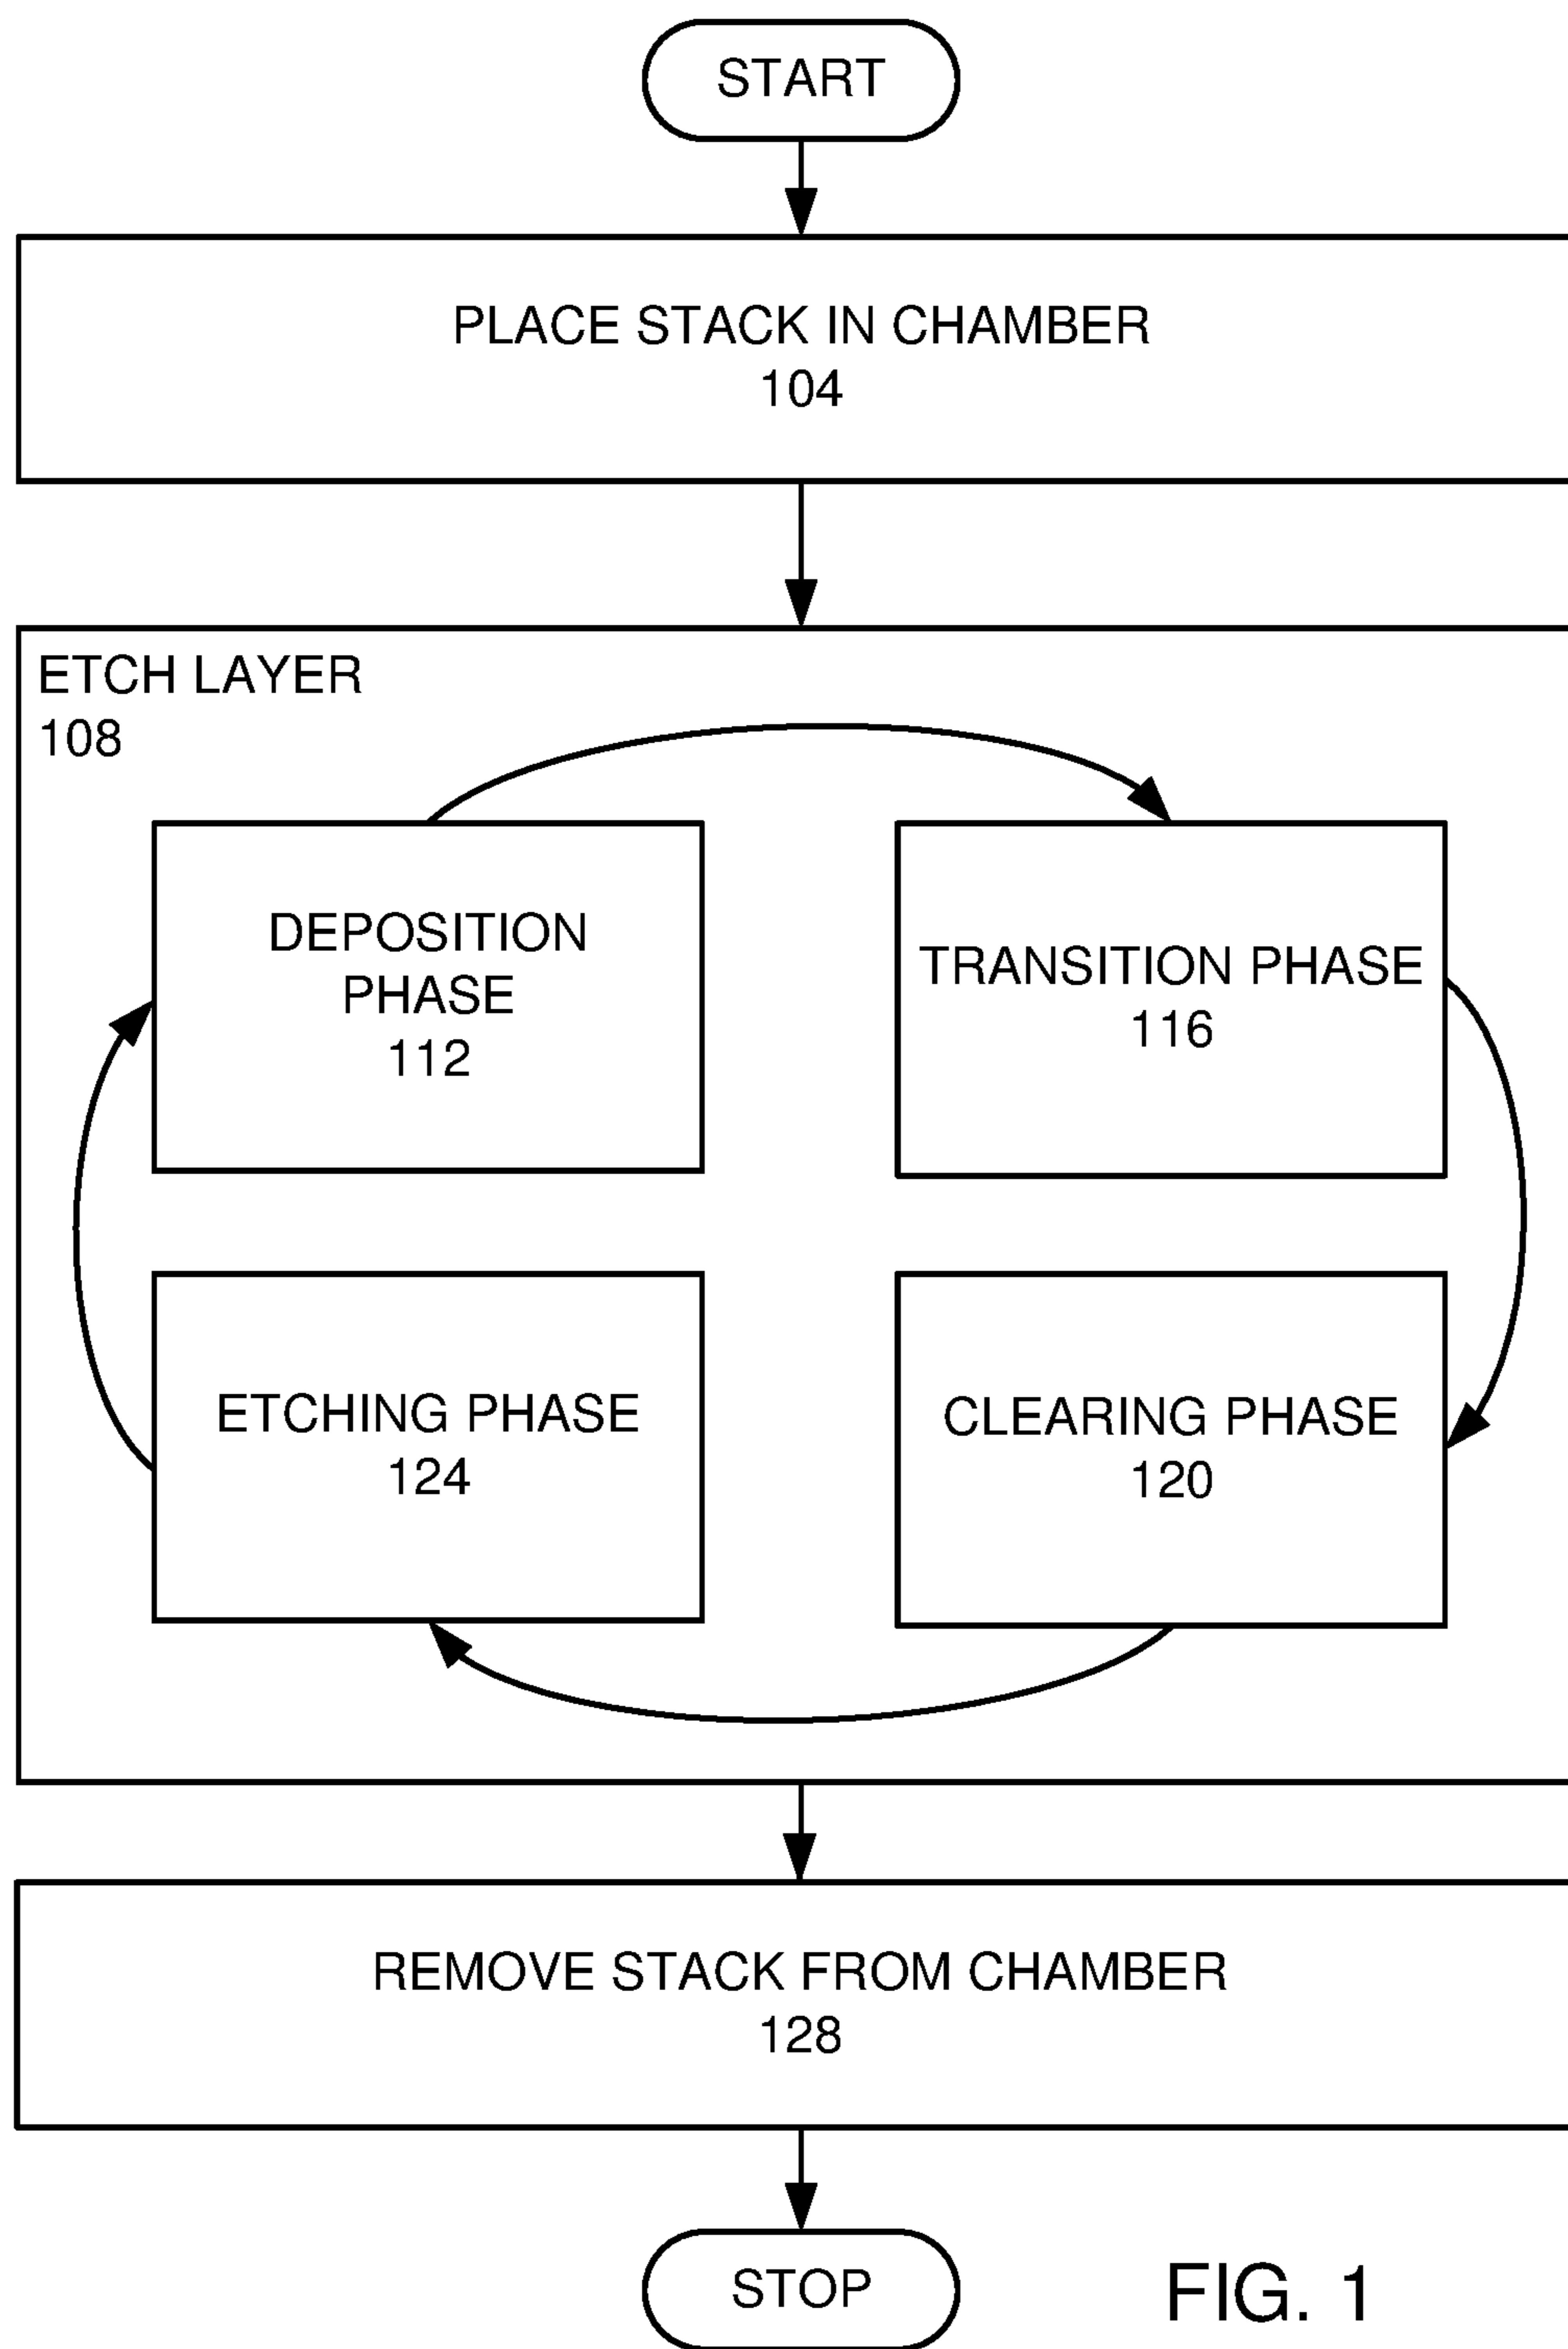 START
PLACE STACK IN CHAMBER
104
ETCH LAYER
108
DEPOSITION
PHASE
112
TRANSITION PHASE
116
ETCHING PHASE
124
CLEARING PHASE
120
REMOVE STACK FROM CHAMBER
128
STOP
FIG. 1